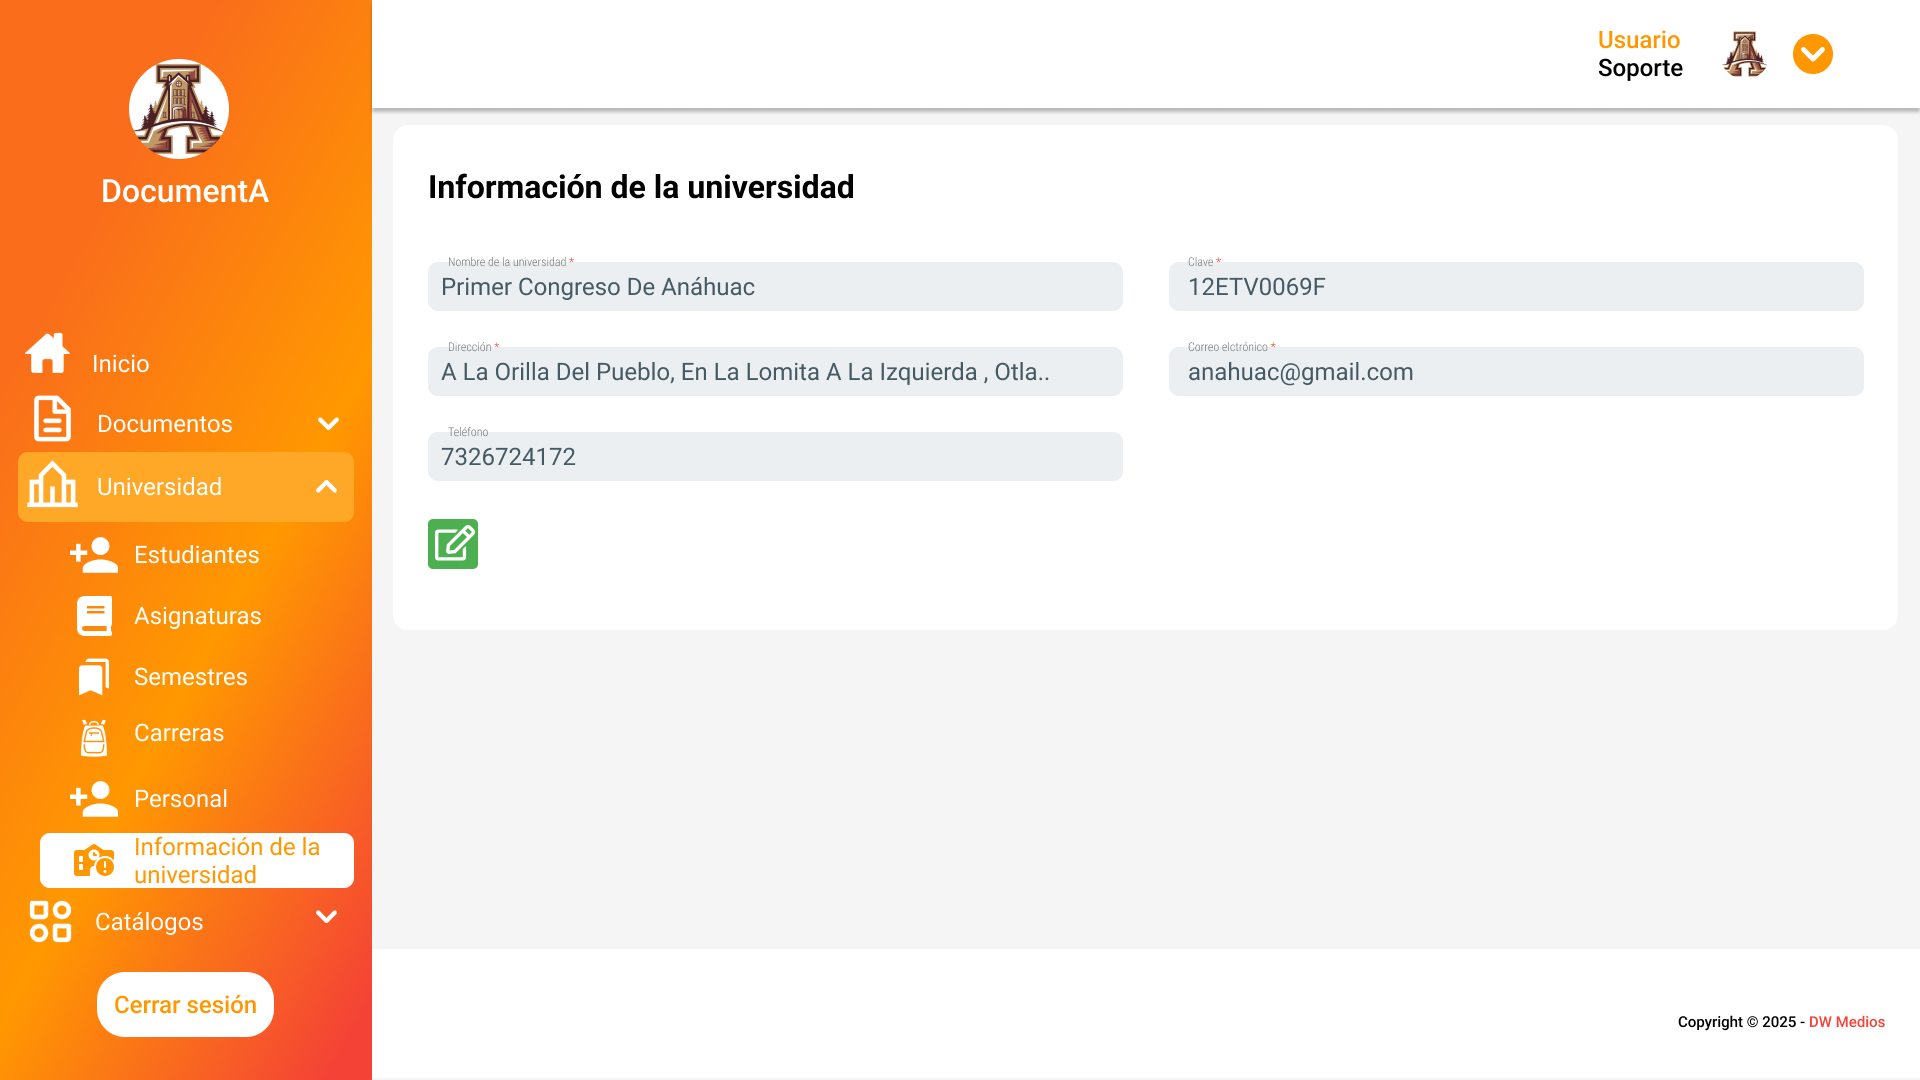 DocumentA
Inicio
Documentos
Universidad
Estudiantes
Asignaturas
Semestres
Carreras
Personal
Información de la
universidad
Catálogos
Cerrar sesión
Usuario
Soporte
Información de la universidad
Nombre de la universidad *
Primer Congreso De Anáhuac
Clave *
12ETV0069F
Dirección *
A La Orilla Del Pueblo, En La Lomita A La Izquierda , Otla..
Correo elctrónico *
anahuac@gmail.com
Teléfono
7326724172
Copyright © 2025 - DW Medios